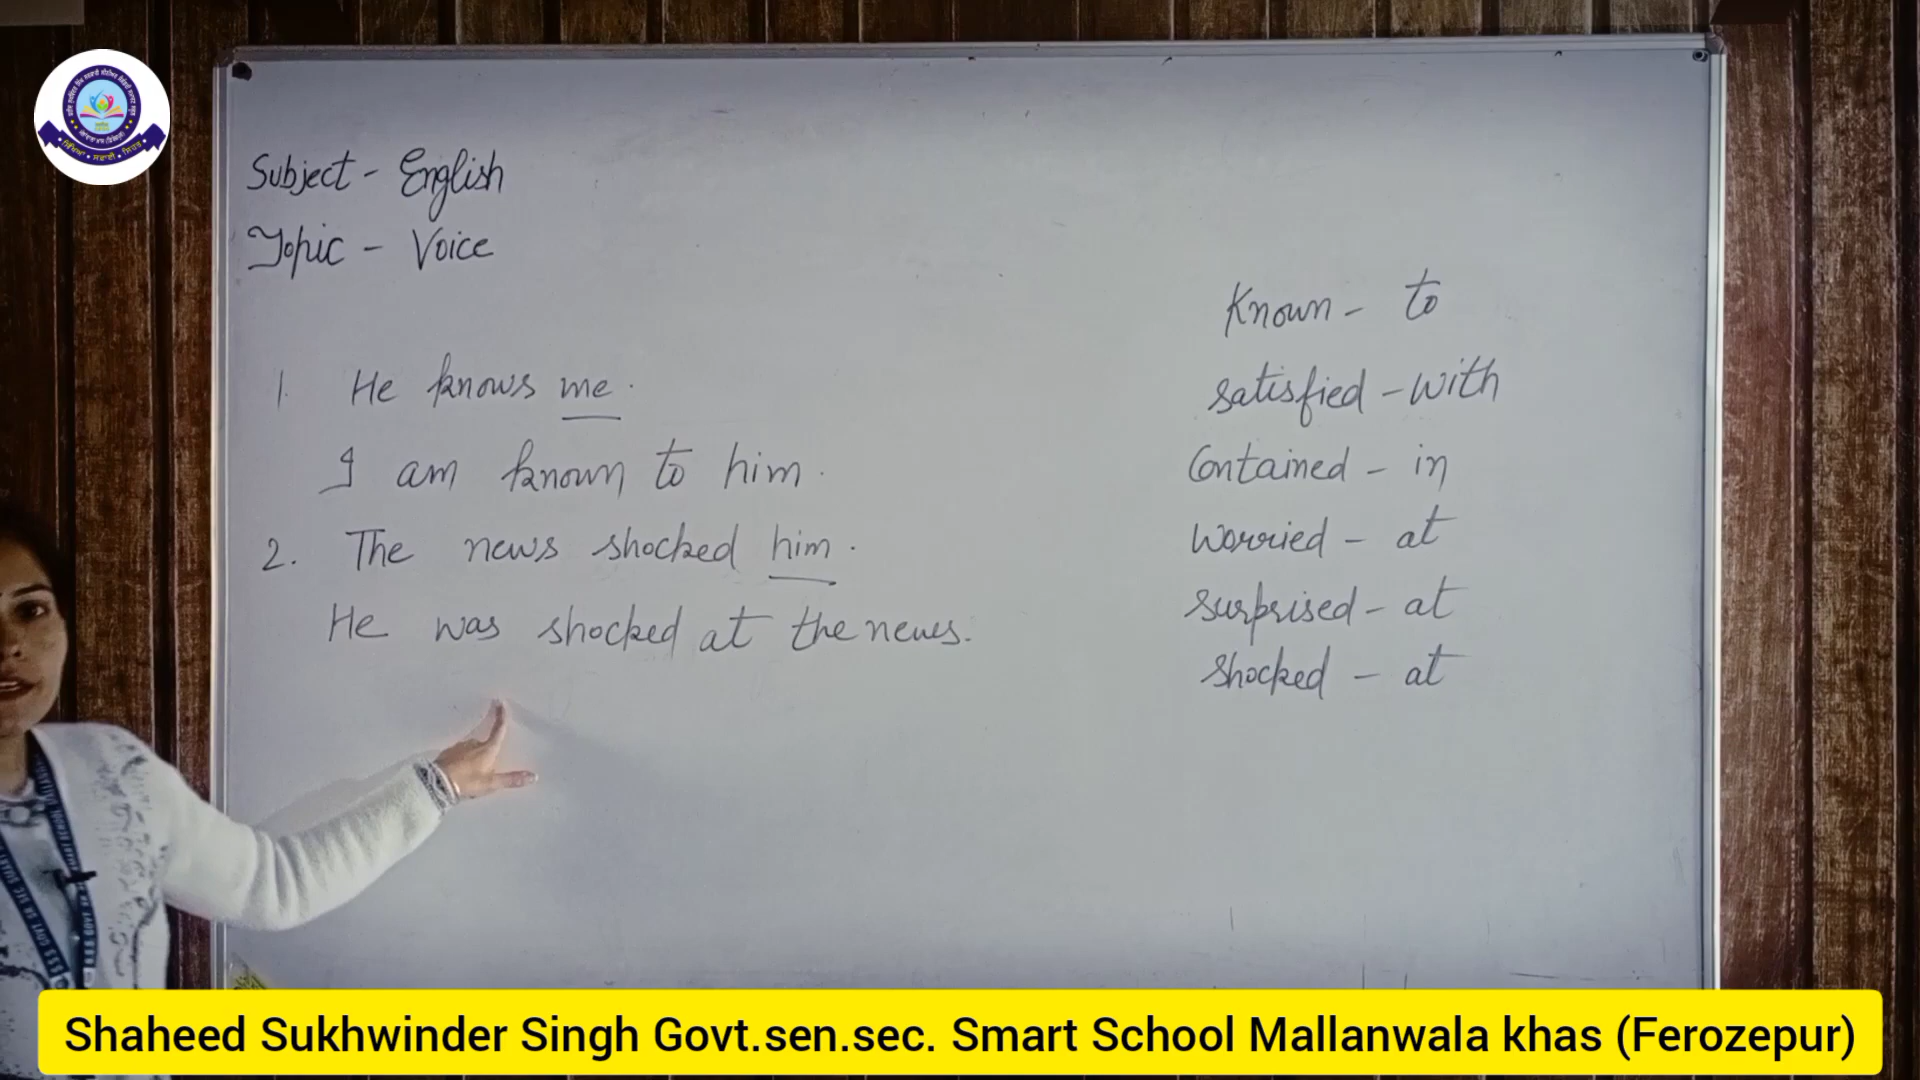 Subject - English
Topic - Voice
1. He knows me.
I am known to him.
2. The news shocked him.
He was shocked at the news.
Known - to
satisfied - with
Contained - in
Worried - at
surprised - at
shocked - at
Shaheed Sukhwinder Singh Govt.sen.sec. Smart School Mallanwala khas (Ferozepur)